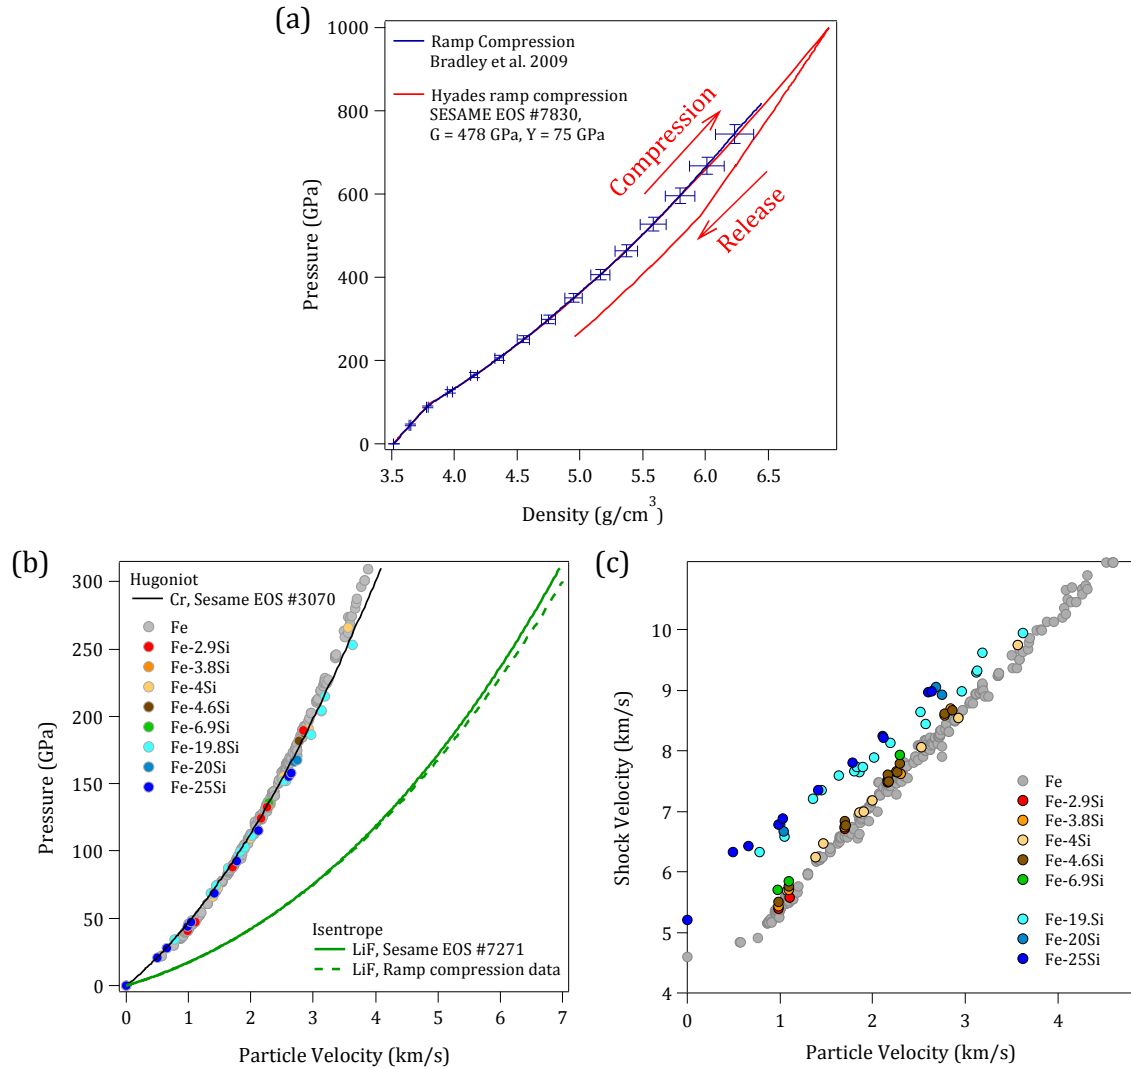 (a)
1000
800
600
400
200
0
Pressure (GPa)
Ramp Compression
Bradley et al. 2009
Hyades ramp compression
SESAME EOS #7830,
G = 478 GPa, Y = 75 GPa
Compression
Release
3.5 4.0 4.5 5.0 5.5 6.0 6.5
Density (g/cm3)
(b)
300
250
200
150
100
50
0
Pressure (GPa)
Hugoniot
Cr, Sesame EOS #3070
Fe
Fe-2.9Si
Fe-3.8Si
Fe-4Si
Fe-4.6Si
Fe-6.9Si
Fe-19.8Si
Fe-20Si
Fe-25Si
Isentrope
LiF, Sesame EOS #7271
LiF, Ramp compression data
0 1 2 3 4 5 6 7
Particle Velocity (km/s)
(c)
10
9
8
7
6
5
4
Shock Velocity (km/s)
Fe
Fe-2.9Si
Fe-3.8Si
Fe-4Si
Fe-4.6Si
Fe-6.9Si
Fe-19.Si
Fe-20Si
Fe-25Si
0 1 2 3 4
Particle Velocity (km/s)